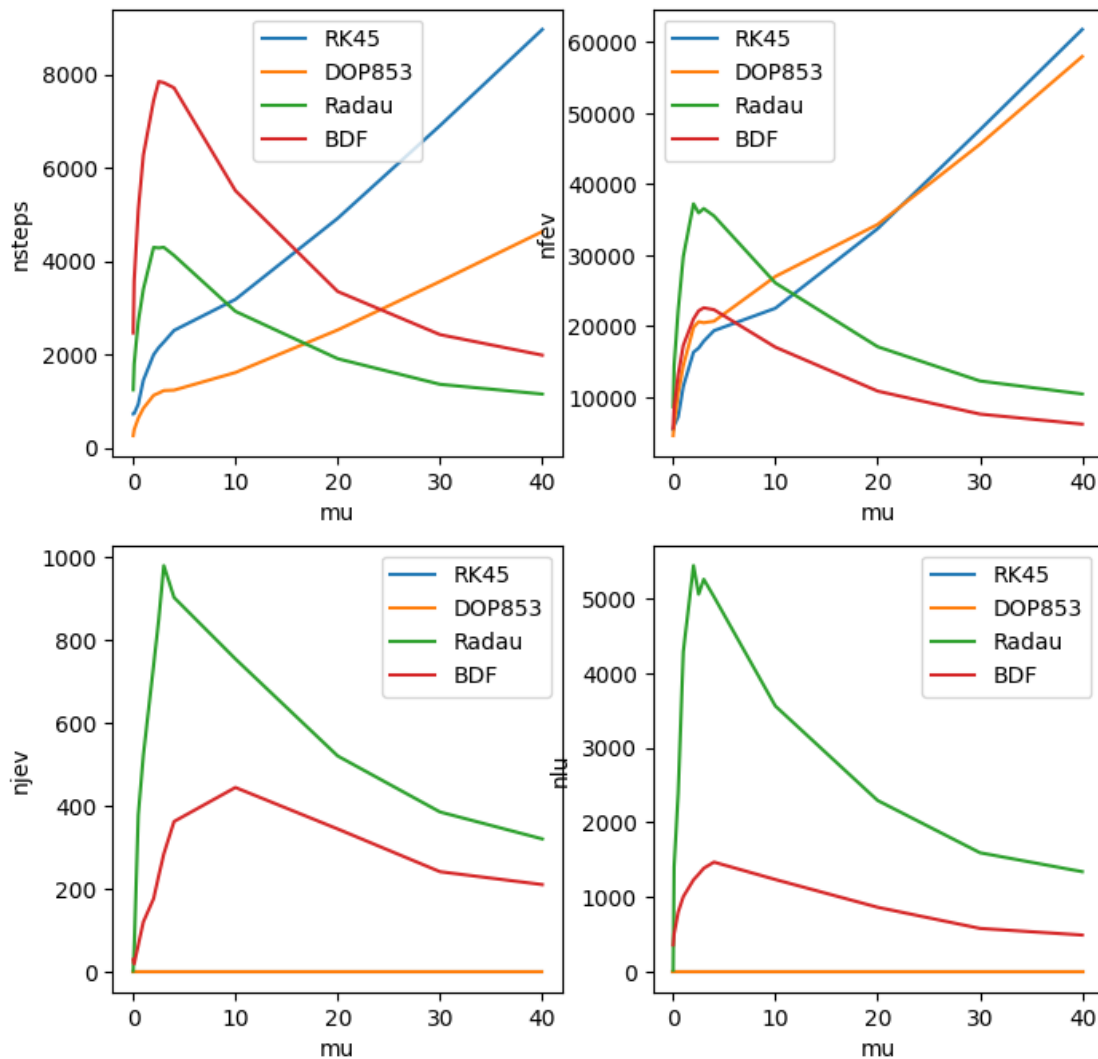 RK45
DOP853
Radau
BDF
nsteps
8000
6000
4000
2000
0
0 10 20 30 40
mu
RK45
DOP853
Radau
BDF
nfev
60000
50000
40000
30000
20000
10000
0 10 20 30 40
mu
RK45
DOP853
Radau
BDF
njev
1000
800
600
400
200
0
0 10 20 30 40
mu
RK45
DOP853
Radau
BDF
nlu
5000
4000
3000
2000
1000
0
0 10 20 30 40
mu